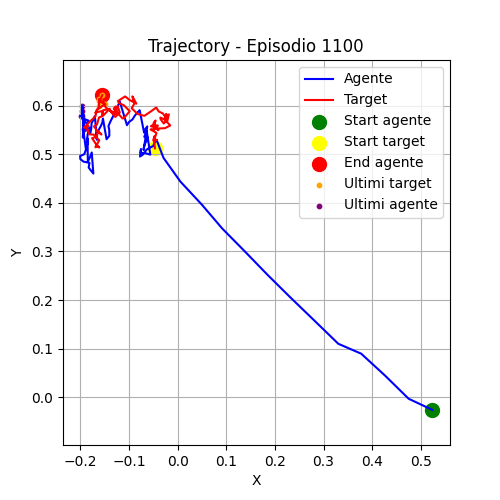 Trajectory - Episodio 1100
Agente
Target
Start agente
Start target
End agente
Ultimi target
Ultimi agente
0.6
0.5
0.4
0.3
0.2
0.1
0.0
Y
−0.2 −0.1 0.0 0.1 0.2 0.3 0.4 0.5
X